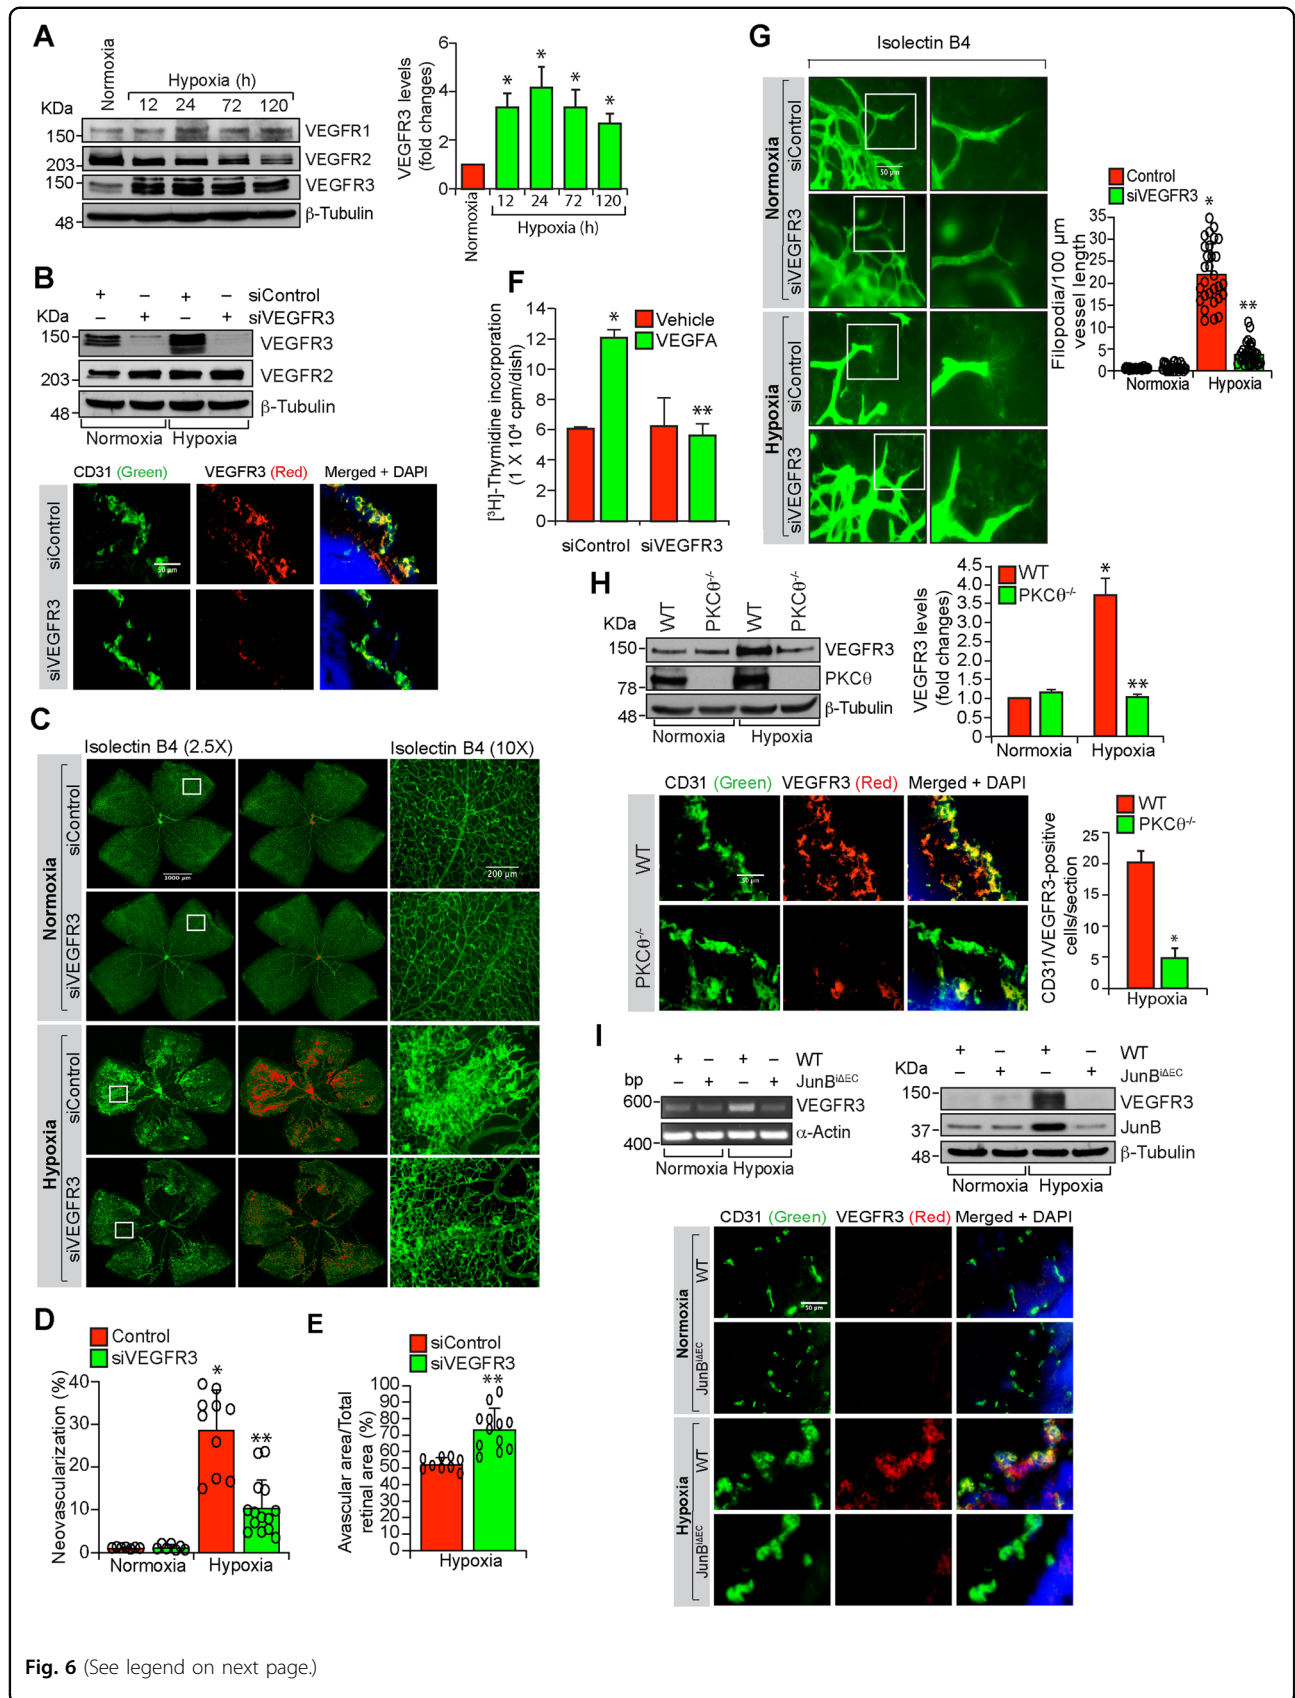 A
Normoxia
Hypoxia (h)
KDa
12 24 72 120
150
VEGFR1
203
VEGFR2
150
VEGFR3
48
β-Tubulin
VEGFR3 levels
(fold changes)
6
4
2
0
Normoxia
12 24 72 120
Hypoxia (h)
B
+ – + – siControl
KDa – + – + siVEGFR3
150
VEGFR3
203
VEGFR2
48
β-Tubulin
Normoxia Hypoxia
CD31 (Green) VEGFR3 (Red) Merged + DAPI
siControl
50 µm
siVEGFR3
C
Isolectin B4 (2.5X) Isolectin B4 (10X)
Normoxia
siControl
1000 µm
200 µm
siVEGFR3
Hypoxia
siControl
siVEGFR3
D
Control
siVEGFR3
Neovascularization (%)
40
30
20
10
0
*
**
Normoxia Hypoxia
E
siControl
siVEGFR3
Avascular area/Total
retinal area (%)
100
90
80
70
60
50
40
30
20
10
0
**
Hypoxia
F
[³H]-Thymidine incorporation
(1 X 10⁴ cpm/dish)
14
12
10
8
6
4
2
0
Vehicle
VEGFA
*
**
siControl siVEGFR3
G
Isolectin B4
Normoxia
siControl
50 µm
siVEGFR3
Hypoxia
siControl
siVEGFR3
Control
siVEGFR3
Filopodia/100 µm
vessel length
35
30
25
20
15
10
5
0
*
**
Normoxia Hypoxia
H
WT PKCθ-/- WT PKCθ-/-
KDa
150
VEGFR3
78
PKCθ
48
β-Tubulin
Normoxia Hypoxia
VEGFR3 levels
(fold changes)
4.5
4.0
3.5
3.0
2.5
2.0
1.5
1.0
0.5
0
WT
PKCθ-/-
*
**
Normoxia Hypoxia
CD31 (Green) VEGFR3 (Red) Merged + DAPI
WT
50 µm
PKCθ-/-
WT
PKCθ-/-
CD31/VEGFR3-positive
cells/section
25
20
15
10
5
0
*
Hypoxia
I
+ – + – WT
bp – + – + JunBiΔEC
600
VEGFR3
α-Actin
400
Normoxia Hypoxia
+ – + – WT
KDa – + – + JunBiΔEC
150
VEGFR3
37
JunB
48
β-Tubulin
Normoxia Hypoxia
CD31 (Green) VEGFR3 (Red) Merged + DAPI
Normoxia
WT
50 µm
JunBiΔEC
Hypoxia
WT
JunBiΔEC
Fig. 6 (See legend on next page.)